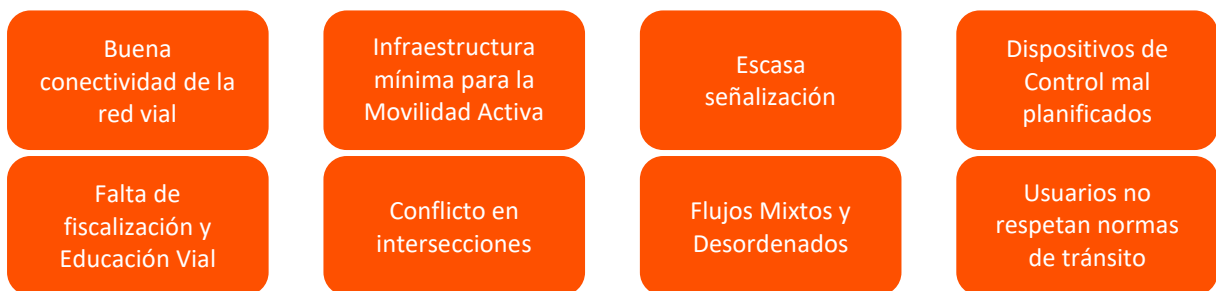 Buena
conectividad de la
red vial
Infraestructura
mínima para la
Movilidad Activa
Escasa
señalización
Dispositivos de
Control mal
planificados
Falta de
fiscalización y
Educación Vial
Conflicto en
intersecciones
Flujos Mixtos y
Desordenados
Usuarios no
respetan normas
de tránsito